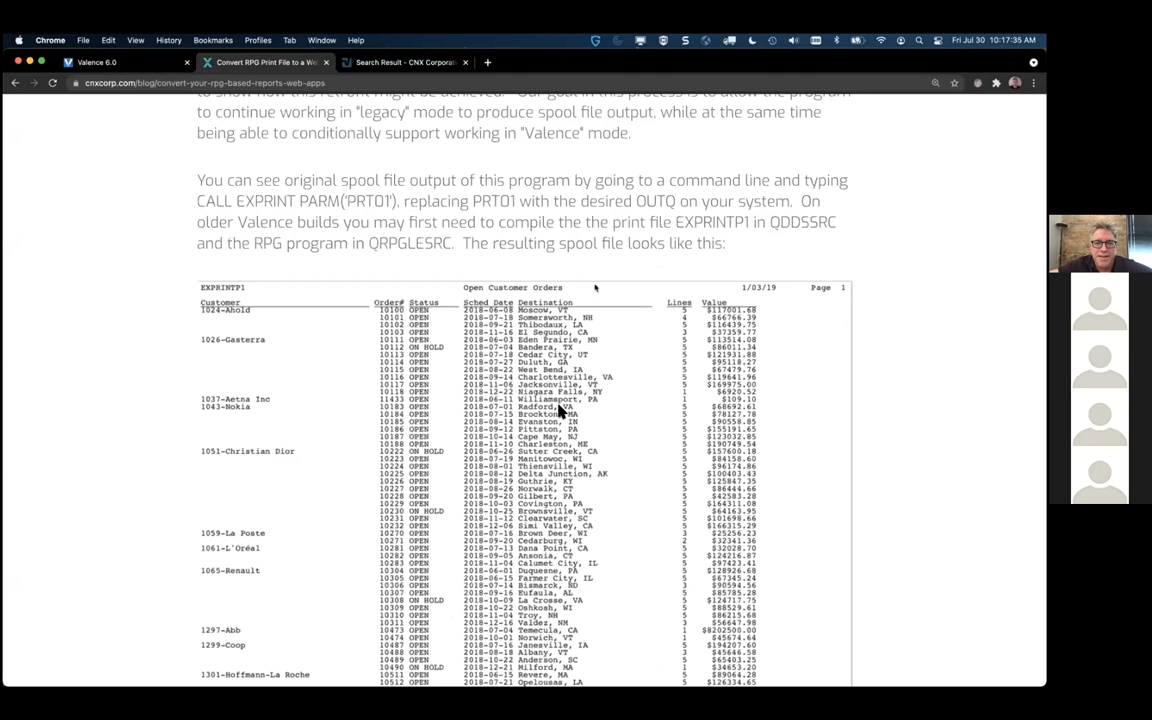 Chrome File Edit View History Bookmarks Profiles Tab Window Help Fri Jul 30 10:17:35 AM
Valence 6.0 Convert RPG Print File to a We Search Result - CNX Corporati
cnxcorp.com/blog/convert-your-rpg-based-reports-web-apps
to show how this retrofit might be achieved. Our goal in this process is to allow the program
to continue working in "legacy" mode to produce spool file output, while at the same time
being able to conditionally support working in "Valence" mode.
You can see original spool file output of this program by going to a command line and typing
CALL EXPRINT PARM('PRT01'), replacing PRT01 with the desired OUTQ on your system. On
older Valence builds you may first need to compile the the print file EXPRINTP1 in QDDSSRC
and the RPG program in QRPGLESRC. The resulting spool file looks like this:
EXPRINTP1 Open Customer Orders 1/03/19 Page 1
Customer Order# Status Sched Date Destination Lines Value
1024-Ahold 10100 OPEN 2018-06-08 Moscow, VT 5 $117001.68
10101 OPEN 2018-07-18 Somersworth, NH 4 $66766.39
10102 OPEN 2018-09-21 Thibodaux, LA 5 $116439.75
10103 OPEN 2018-11-16 El Segundo, CA 3 $37359.77
1026-Gasterra 10111 OPEN 2018-06-03 Eden Prairie, MN 5 $113514.08
10112 ON HOLD 2018-07-04 Bandera, TX 5 $86011.34
10113 OPEN 2018-07-18 Cedar City, UT 5 $121931.88
10114 OPEN 2018-07-27 Duluth, GA 5 $95118.27
10115 OPEN 2018-08-22 West Bend, IA 5 $67479.76
10116 OPEN 2018-09-14 Charlottesville, VA 5 $119641.96
10117 OPEN 2018-11-06 Jacksonville, VT 5 $169975.00
10118 OPEN 2018-12-22 Niagara Falls, NY 1 $6920.52
1037-Aetna Inc 11433 OPEN 2018-06-11 Williamsport, PA 1 $109.10
1043-Nokia 10183 OPEN 2018-07-01 Radford, VA 5 $68692.61
10184 OPEN 2018-07-15 Brockton, MA 5 $78127.78
10185 OPEN 2018-08-14 Evanston, IN 5 $90558.85
10186 OPEN 2018-09-12 Pittston, PA 5 $155191.65
10187 OPEN 2018-10-14 Cape May, NJ 5 $123032.85
10188 OPEN 2018-11-10 Charleston, ME 5 $190749.54
1051-Christian Dior 10222 ON HOLD 2018-06-26 Sutter Creek, CA 5 $157600.18
10223 OPEN 2018-07-19 Manitowoc, WI 5 $84158.60
10224 OPEN 2018-08-01 Thiensville, WI 5 $96174.86
10225 OPEN 2018-08-12 Delta Junction, AK 5 $100403.43
10226 OPEN 2018-08-19 Guthrie, KY 5 $125847.35
10227 OPEN 2018-08-26 Norwalk, CT 5 $86444.66
10228 OPEN 2018-09-20 Gilbert, PA 5 $42583.28
10229 OPEN 2018-10-03 Covington, PA 5 $164311.08
10230 ON HOLD 2018-10-25 Brownsville, VT 5 $64163.95
10231 OPEN 2018-11-12 Clearwater, SC 5 $101698.66
10232 OPEN 2018-12-06 Simi Valley, CA 5 $166315.29
1059-La Poste 10270 OPEN 2018-07-16 Brown Deer, WI 3 $25256.23
10271 OPEN 2018-09-20 Cedarburg, WI 2 $32341.36
1061-L'Oréal 10281 OPEN 2018-07-13 Dana Point, CA 5 $32028.70
10282 OPEN 2018-09-05 Ansonia, CT 5 $124216.87
10283 OPEN 2018-11-04 Calumet City, IL 5 $97423.41
1065-Renault 10304 OPEN 2018-06-01 Duquesne, PA 5 $128926.68
10305 OPEN 2018-06-15 Farmer City, IL 5 $67345.24
10306 OPEN 2018-07-14 Bismarck, ND 3 $90594.56
10307 OPEN 2018-09-16 Eufaula, AL 5 $85785.28
10308 ON HOLD 2018-10-09 La Crosse, VA 5 $124717.75
10309 OPEN 2018-10-22 Oshkosh, WI 5 $88529.61
10310 OPEN 2018-11-04 Troy, NH 5 $86215.68
10311 OPEN 2018-12-16 Valdez, NM 3 $56647.98
1297-Abb 10473 OPEN 2018-07-04 Temecula, CA 1 $8202500.00
10474 OPEN 2018-10-01 Norwich, VT 1 $45674.64
1299-Coop 10487 OPEN 2018-07-16 Janesville, IA 5 $194207.60
10488 OPEN 2018-08-18 Albany, VT 3 $45646.58
10489 OPEN 2018-10-22 Anderson, SC 5 $65403.25
10490 ON HOLD 2018-12-21 Milford, MA 1 $34653.20
1301-Hoffmann-La Roche 10511 OPEN 2018-06-15 Revere, MA 5 $89064.28
10512 OPEN 2018-07-21 Opelousas, LA 5 $126334.65